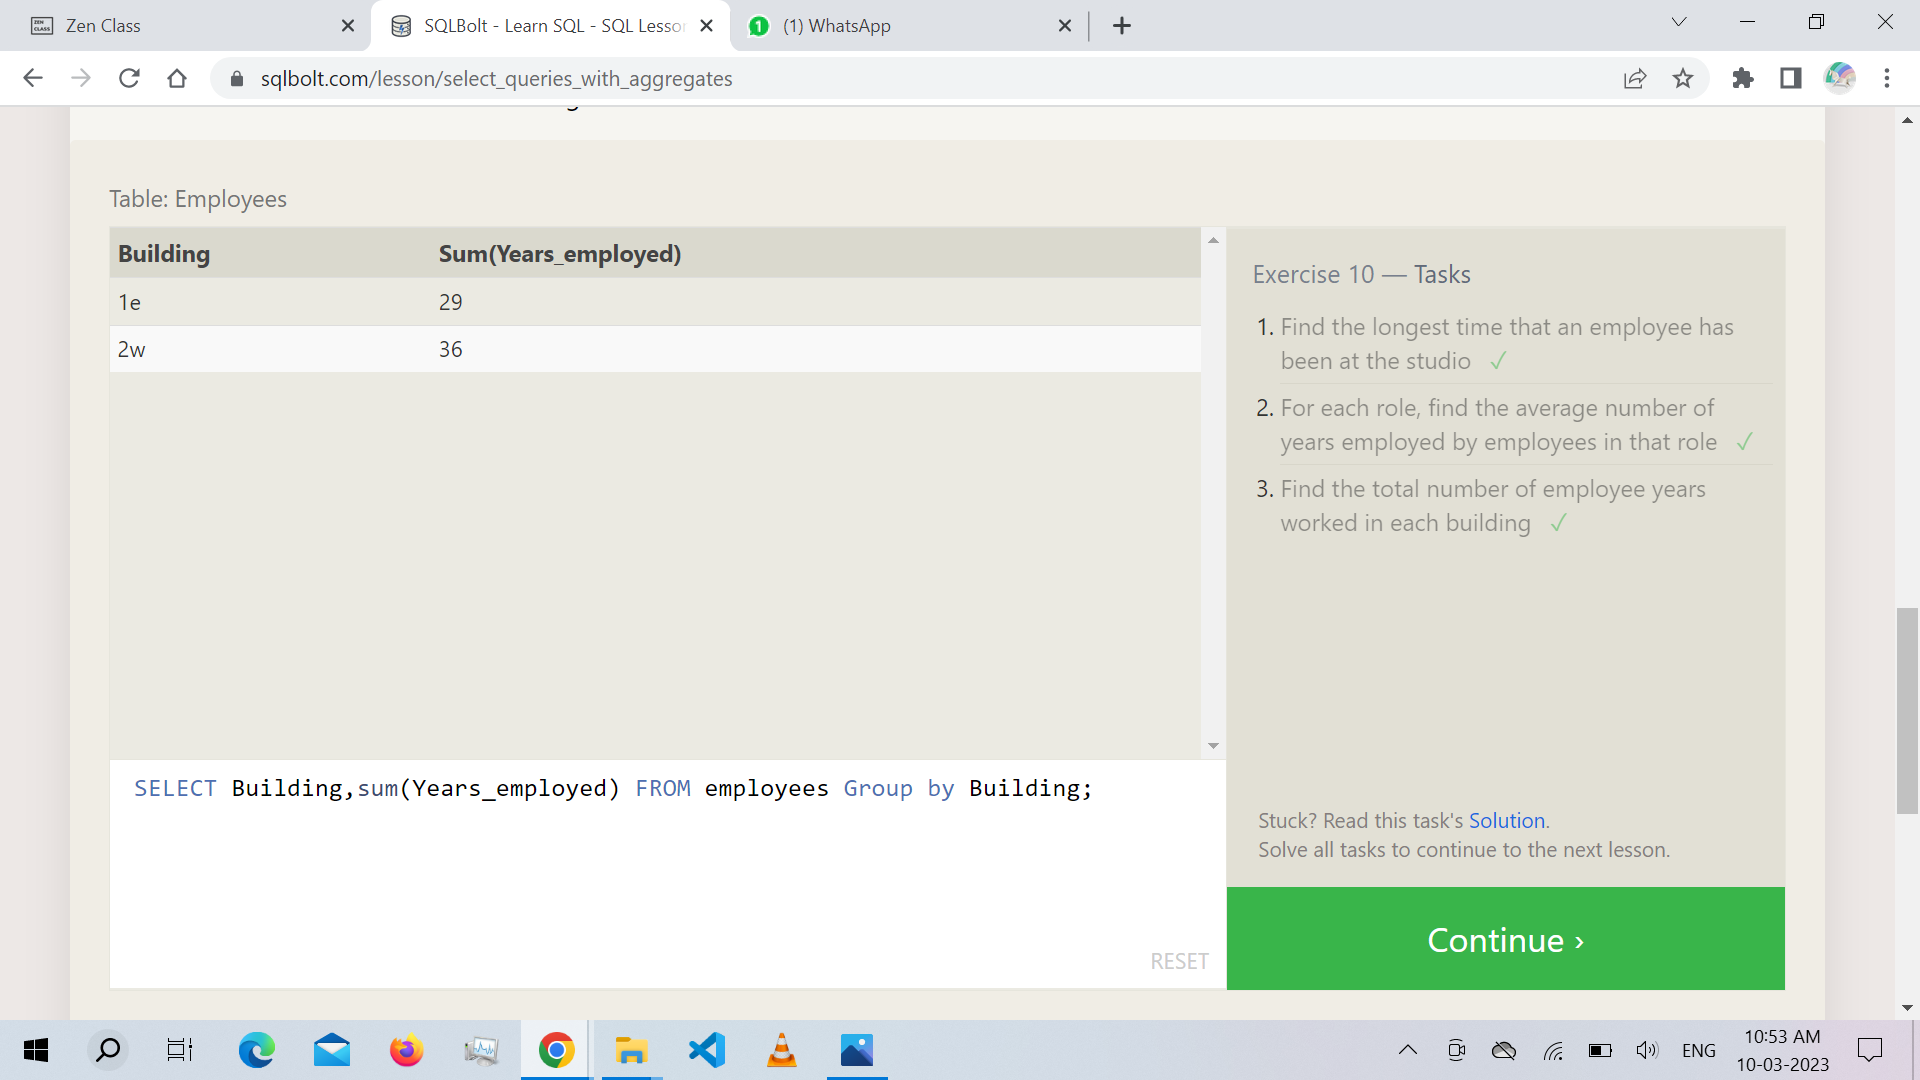 ZEN CLASS
Zen Class
SQLBolt - Learn SQL - SQL Lesso
1
(1) WhatsApp
sqlbolt.com/lesson/select_queries_with_aggregates
Table: Employees
Building Sum(Years_employed)
1e 29
2w 36
SELECT Building,sum(Years_employed) FROM employees Group by Building;
RESET
Exercise 10 — Tasks
1. Find the longest time that an employee has
been at the studio ✓
2. For each role, find the average number of
years employed by employees in that role ✓
3. Find the total number of employee years
worked in each building ✓
Stuck? Read this task's Solution.
Solve all tasks to continue to the next lesson.
Continue ›
ENG
10:53 AM
10-03-2023